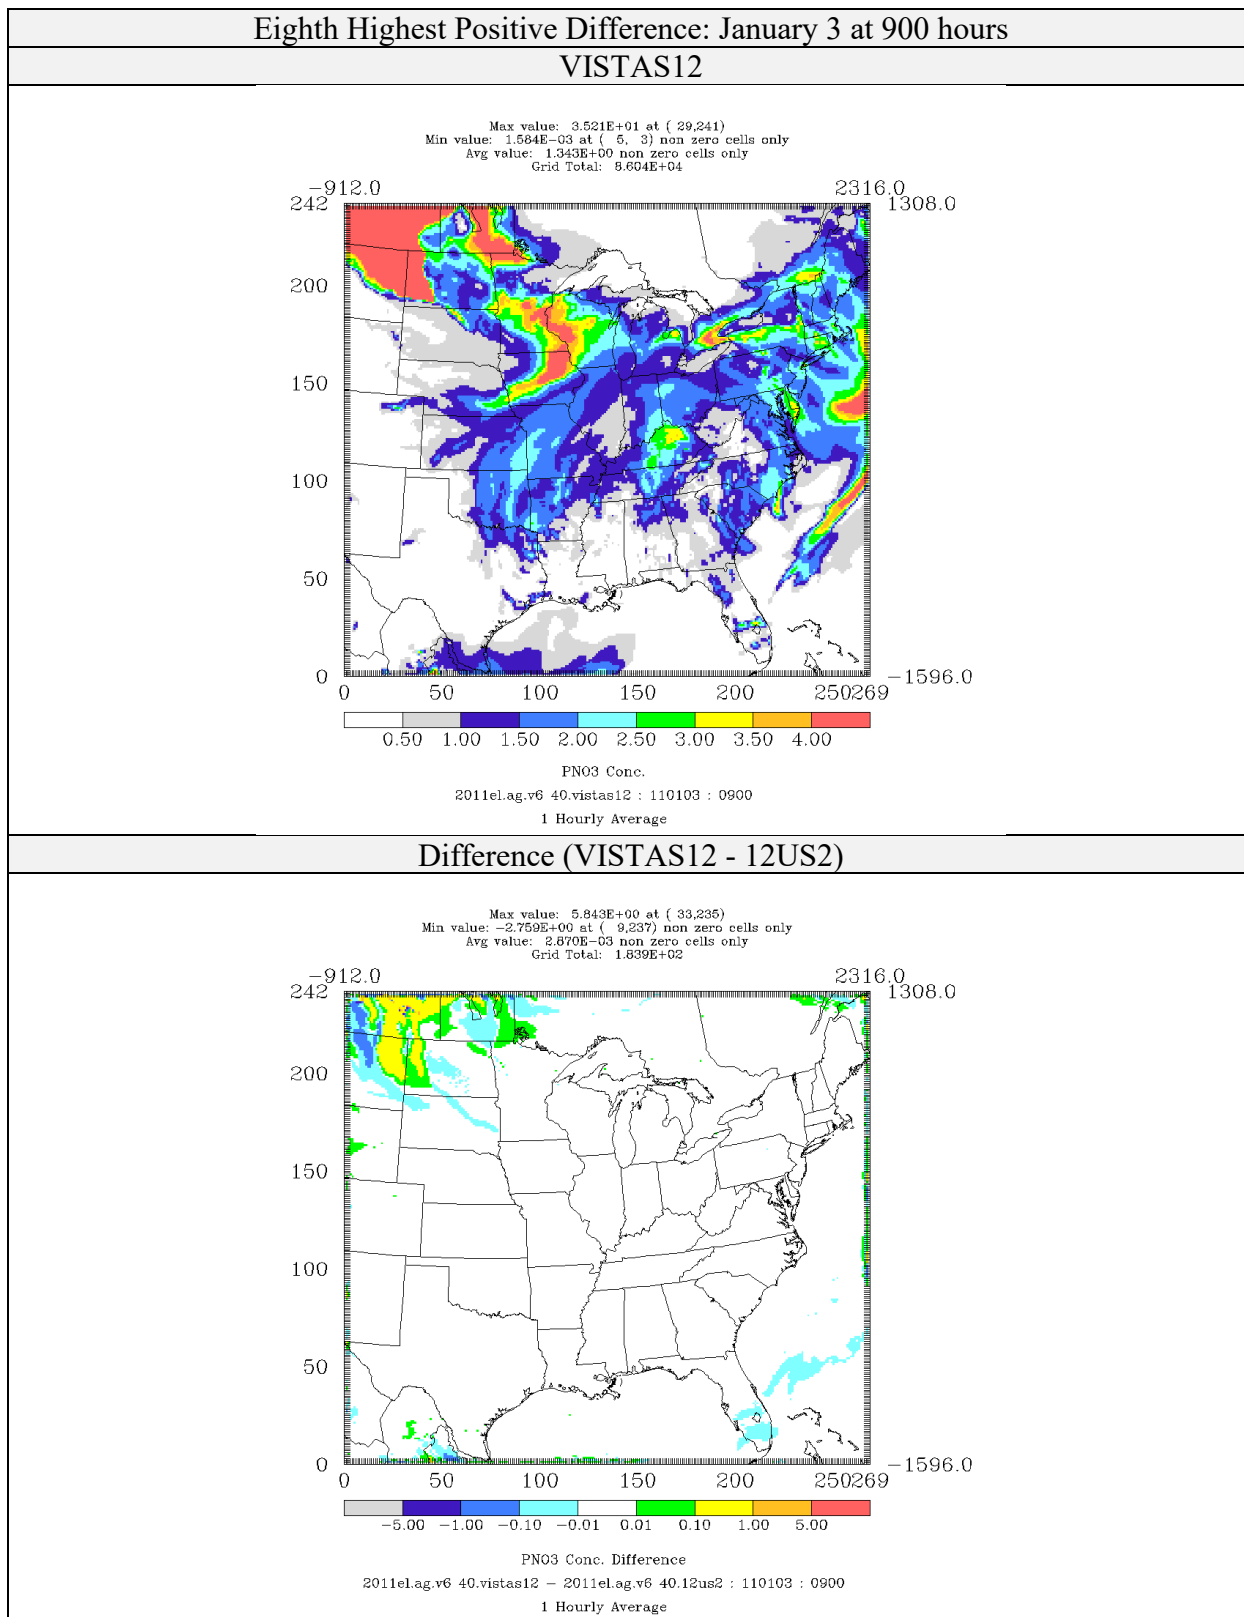 Eighth Highest Positive Difference: January 3 at 900 hours
VISTAS12
Max value: 3.521E+01 at ( 29,241)
Min value: 1.584E-03 at ( 5, 3) non zero cells only
Avg value: 1.343E+00 non zero cells only
Grid Total: 8.604E+04
-912.0 2316.0
242 1308.0
200
150
100
50
0 -1596.0
0 50 100 150 200 250269
0.50 1.00 1.50 2.00 2.50 3.00 3.50 4.00
PNO3 Conc.
2011el.ag.v6 40.vistas12 : 110103 : 0900
1 Hourly Average
Difference (VISTAS12 - 12US2)
Max value: 5.843E+00 at ( 33,235)
Min value: -2.759E+00 at ( 9,237) non zero cells only
Avg value: 2.870E-03 non zero cells only
Grid Total: 1.839E+02
-912.0 2316.0
242 1308.0
200
150
100
50
0 -1596.0
0 50 100 150 200 250269
-5.00 -1.00 -0.10 -0.01 0.01 0.10 1.00 5.00
PNO3 Conc. Difference
2011el.ag.v6 40.vistas12 - 2011el.ag.v6 40.12us2 : 110103 : 0900
1 Hourly Average